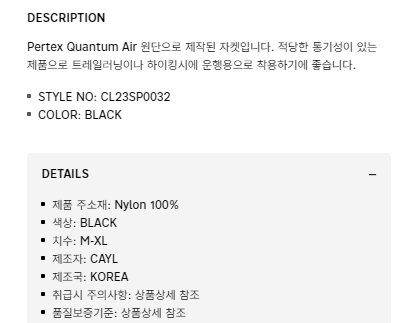 DESCRIPTION
Pertex Quantum Air 원단으로 제작된 자켓입니다. 적당한 통기성이 있는
제품으로 트레일러닝이나 하이킹시에 운행용으로 착용하기에 좋습니다.
STYLE NO: CL23SP0032
COLOR: BLACK
DETAILS
제품 주소재: Nylon 100%
색상: BLACK
치수: M-XL
제조자: CAYL
제조국: KOREA
취급시 주의사항: 상품상세 참조
품질보증기준: 상품상세 참조